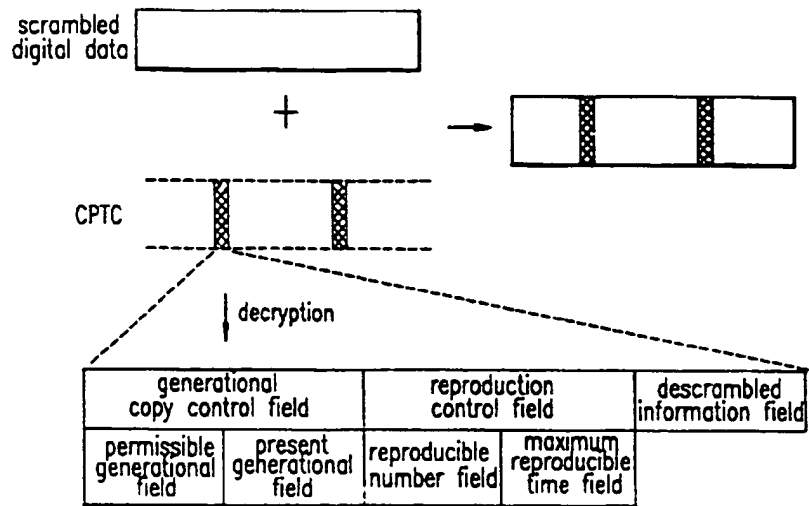 scrambled
digital data
+
CPTC
decryption
generational
copy control field
reproduction
control field
descrambled
information field
permissible
generational
field
present
generational
field
reproducible
number field
maximum
reproducible
time field